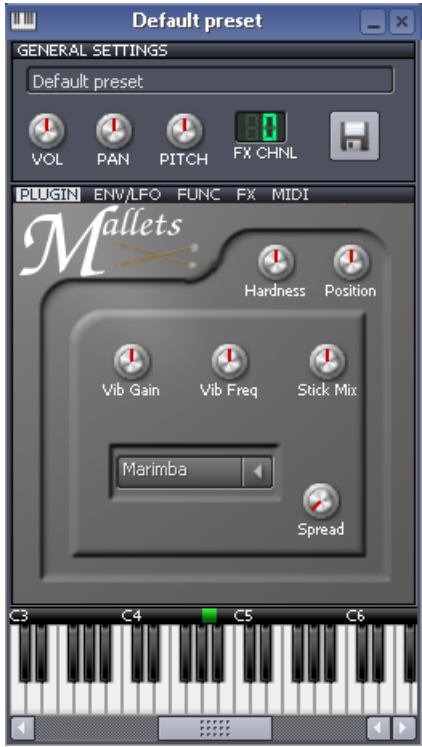 Default preset
GENERAL SETTINGS
Default preset
VOL PAN PITCH FX CHNL
0
PLUGIN ENV/LFO FUNC FX MIDI
Mallets
Hardness Position
Vib Gain Vib Freq Stick Mix
Marimba
Spread
C3 C4 C5 C6